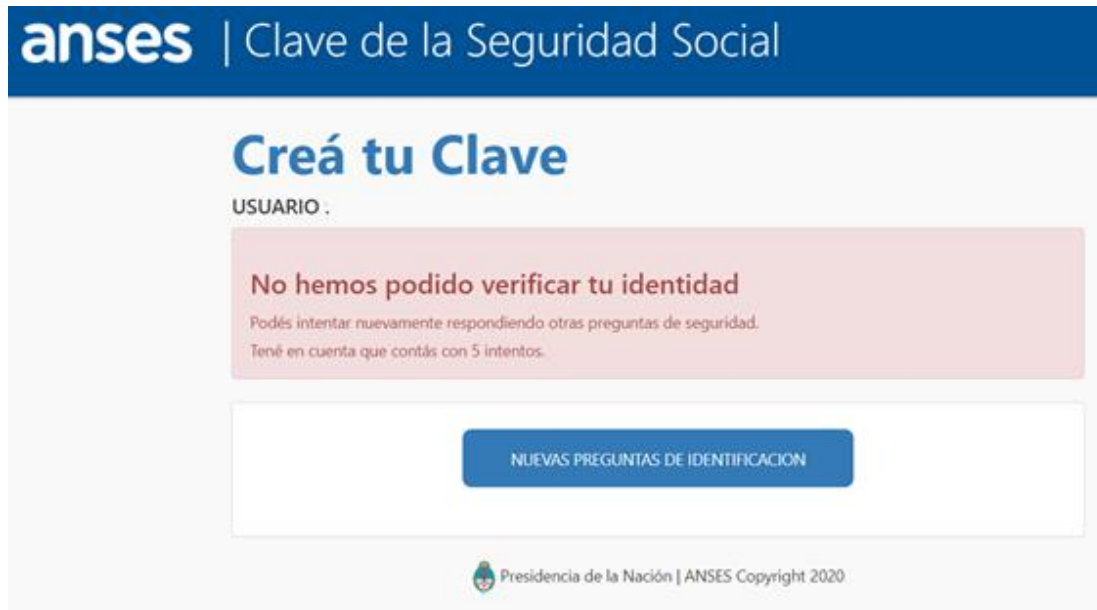 anses | Clave de la Seguridad Social
Creá tu Clave
USUARIO .
No hemos podido verificar tu identidad
Podés intentar nuevamente respondiendo otras preguntas de seguridad.
Tené en cuenta que contás con 5 intentos.
NUEVAS PREGUNTAS DE IDENTIFICACION
Presidencia de la Nación | ANSES Copyright 2020